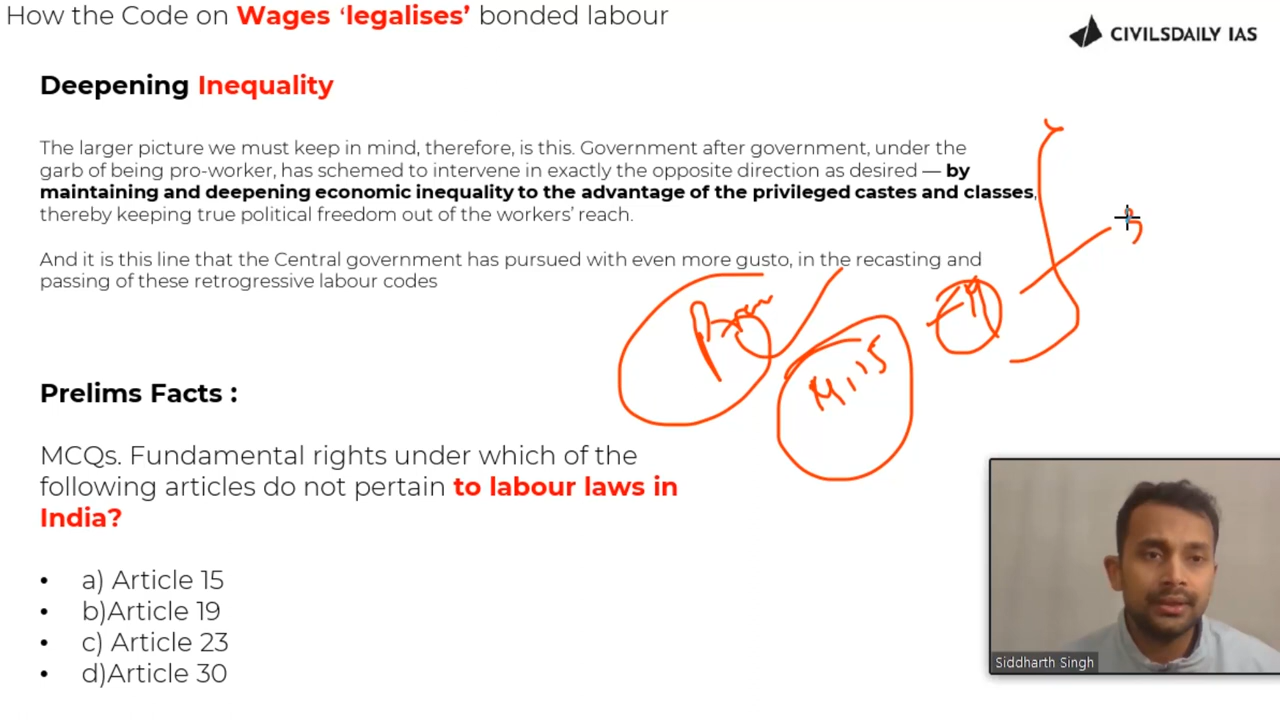 How the Code on Wages ‘legalises’ bonded labour
CIVILSDAILY IAS
Deepening Inequality
The larger picture we must keep in mind, therefore, is this. Government after government, under the
garb of being pro-worker, has schemed to intervene in exactly the opposite direction as desired — by
maintaining and deepening economic inequality to the advantage of the privileged castes and classes,
thereby keeping true political freedom out of the workers’ reach.
And it is this line that the Central government has pursued with even more gusto, in the recasting and
passing of these retrogressive labour codes
Prelims Facts :
MCQs. Fundamental rights under which of the
following articles do not pertain to labour laws in
India?
• a) Article 15
• b)Article 19
• c) Article 23
• d)Article 30
Siddharth Singh